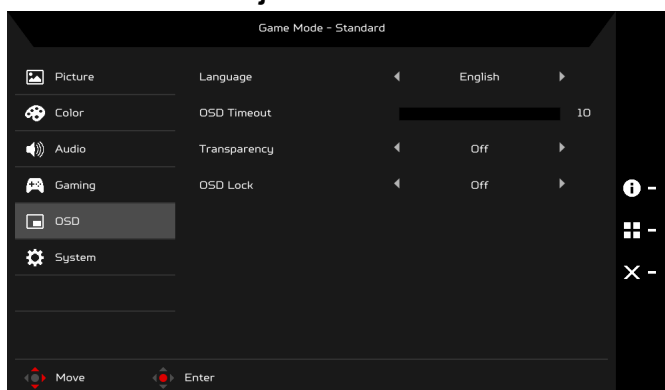 Game Mode - Standard
Picture
Language English
Color
OSD Timeout 10
Audio
Transparency Off
Gaming
OSD Lock Off
OSD
System
Move Enter